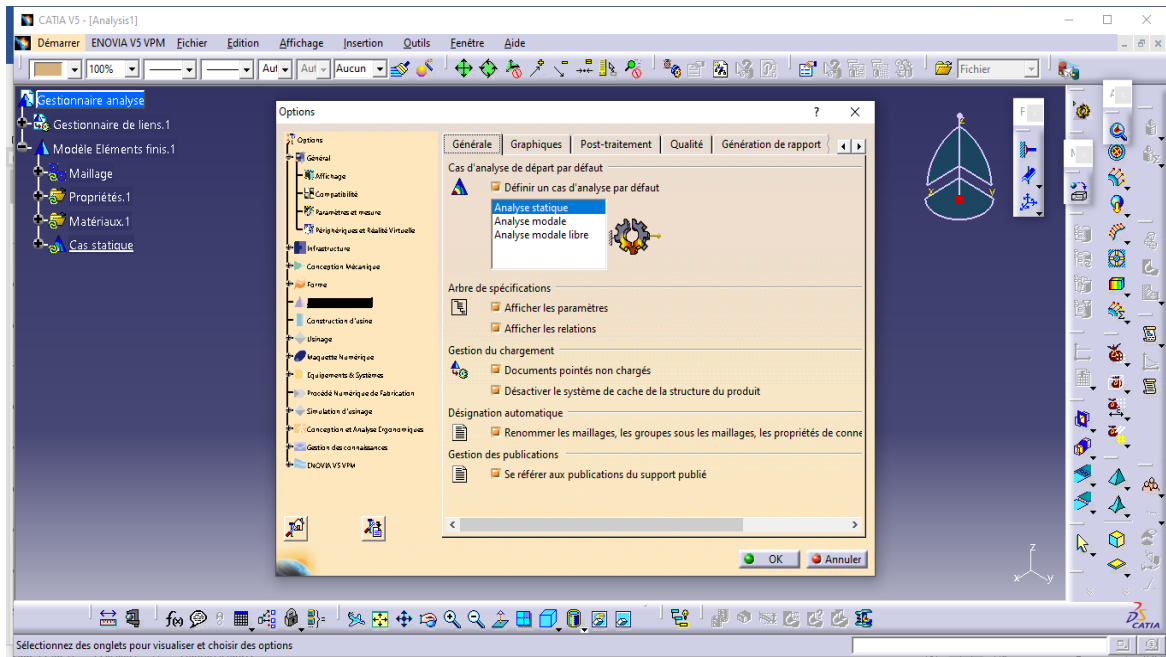 CATIA V5 - [Analysis1]
Démarrer ENOVIA V5 VPM Fichier Edition Affichage Insertion Outils Fenêtre Aide
100% Aut Aut Aucun Fichier
Gestionnaire analyse
Gestionnaire de liens.1
Modèle Eléments finis.1
Maillage
Propriétés.1
Matériaux.1
Cas statique
Options ? X
Options
Général
Affichage
Compatibilité
Paramètres et mesure
Périphériques et Réalité Virtuelle
Infrastructure
Conception Mécanique
Forme
Construction d'usine
Usinage
Maquette Numérique
Equipements & Systèmes
Procédé Numérique de Fabrication
Simulation d'usinage
Conception et Analyse Ergonomiques
Gestion des connaissances
ENOVIA V5 VPM
Générale Graphiques Post-traitement Qualité Génération de rapport
Cas d'analyse de départ par défaut
Définir un cas d'analyse par défaut
Analyse statique
Analyse modale
Analyse modale libre
Arbre de spécifications
Afficher les paramètres
Afficher les relations
Gestion du chargement
Documents pointés non chargés
Désactiver le système de cache de la structure du produit
Désignation automatique
Renommer les maillages, les groupes sous les maillages, les propriétés de conne
Gestion des publications
Se référer aux publications du support publié
OK Annuler
z
x y
z
x y
F
A
CATIA
Sélectionnez des onglets pour visualiser et choisir des options